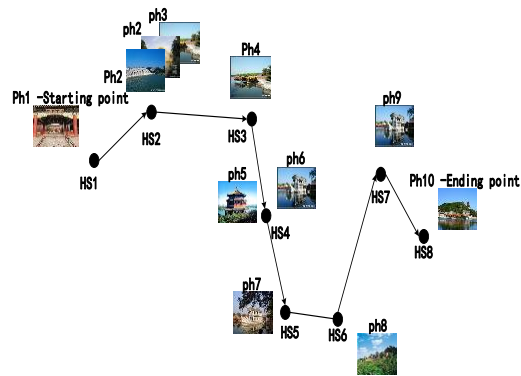 ph3
ph2
Ph2
Ph4
Ph1 -Starting point
HS1
HS2
HS3
ph5
ph6
HS4
ph9
HS7
Ph10 -Ending point
HS8
ph7
HS5
HS6
ph8